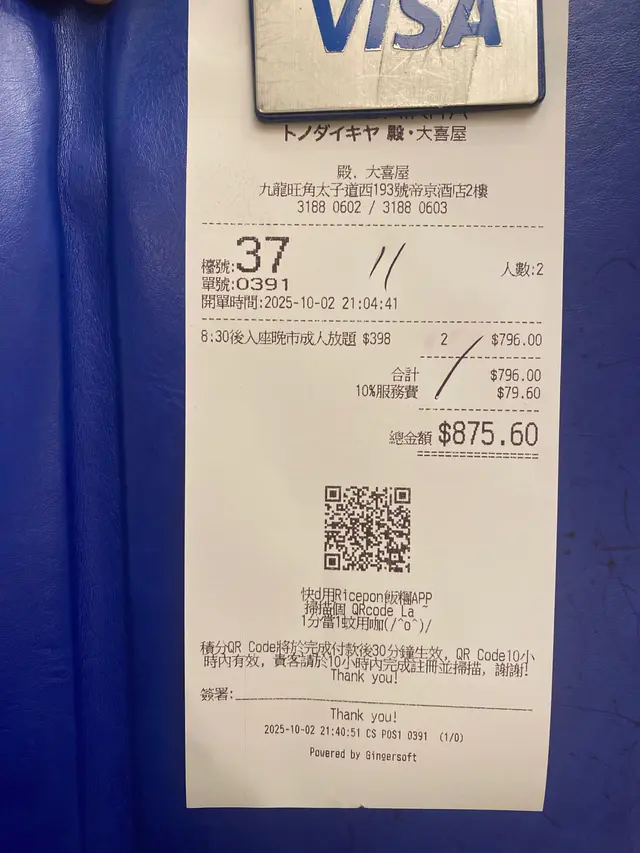 VISA
トノダイキヤ 殿・大喜屋
殿．大喜屋
九龍旺角太子道西193號帝京酒店2樓
3188 0602 / 3188 0603
檯號:37
人數:2
單號:0391
開單時間:2025-10-02 21:04:41
8:30後入座晚市成人放題 $398 2 $796.00
合計 $796.00
10%服務費 $79.60
總金額 $875.60
快d用Ricepon飯糰APP
掃描個 QRcode La ~
1分當1蚊用咖(/^o^)/
積分QR Code將於完成付款後30分鐘生效, QR Code10小
時內有效, 貴客請於10小時內完成註冊並掃描, 謝謝!
Thank you!
簽署:
Thank you!
2025-10-02 21:40:51 CS POS1 0391 (1/0)
Powered by Gingersoft